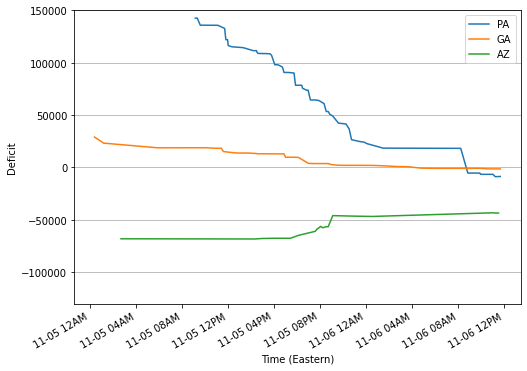 150000
100000
50000
0
−50000
−100000
Deficit
PA
GA
AZ
11-05 12AM
11-05 04AM
11-05 08AM
11-05 12PM
11-05 04PM
11-05 08PM
11-06 12AM
11-06 04AM
11-06 08AM
11-06 12PM
Time (Eastern)